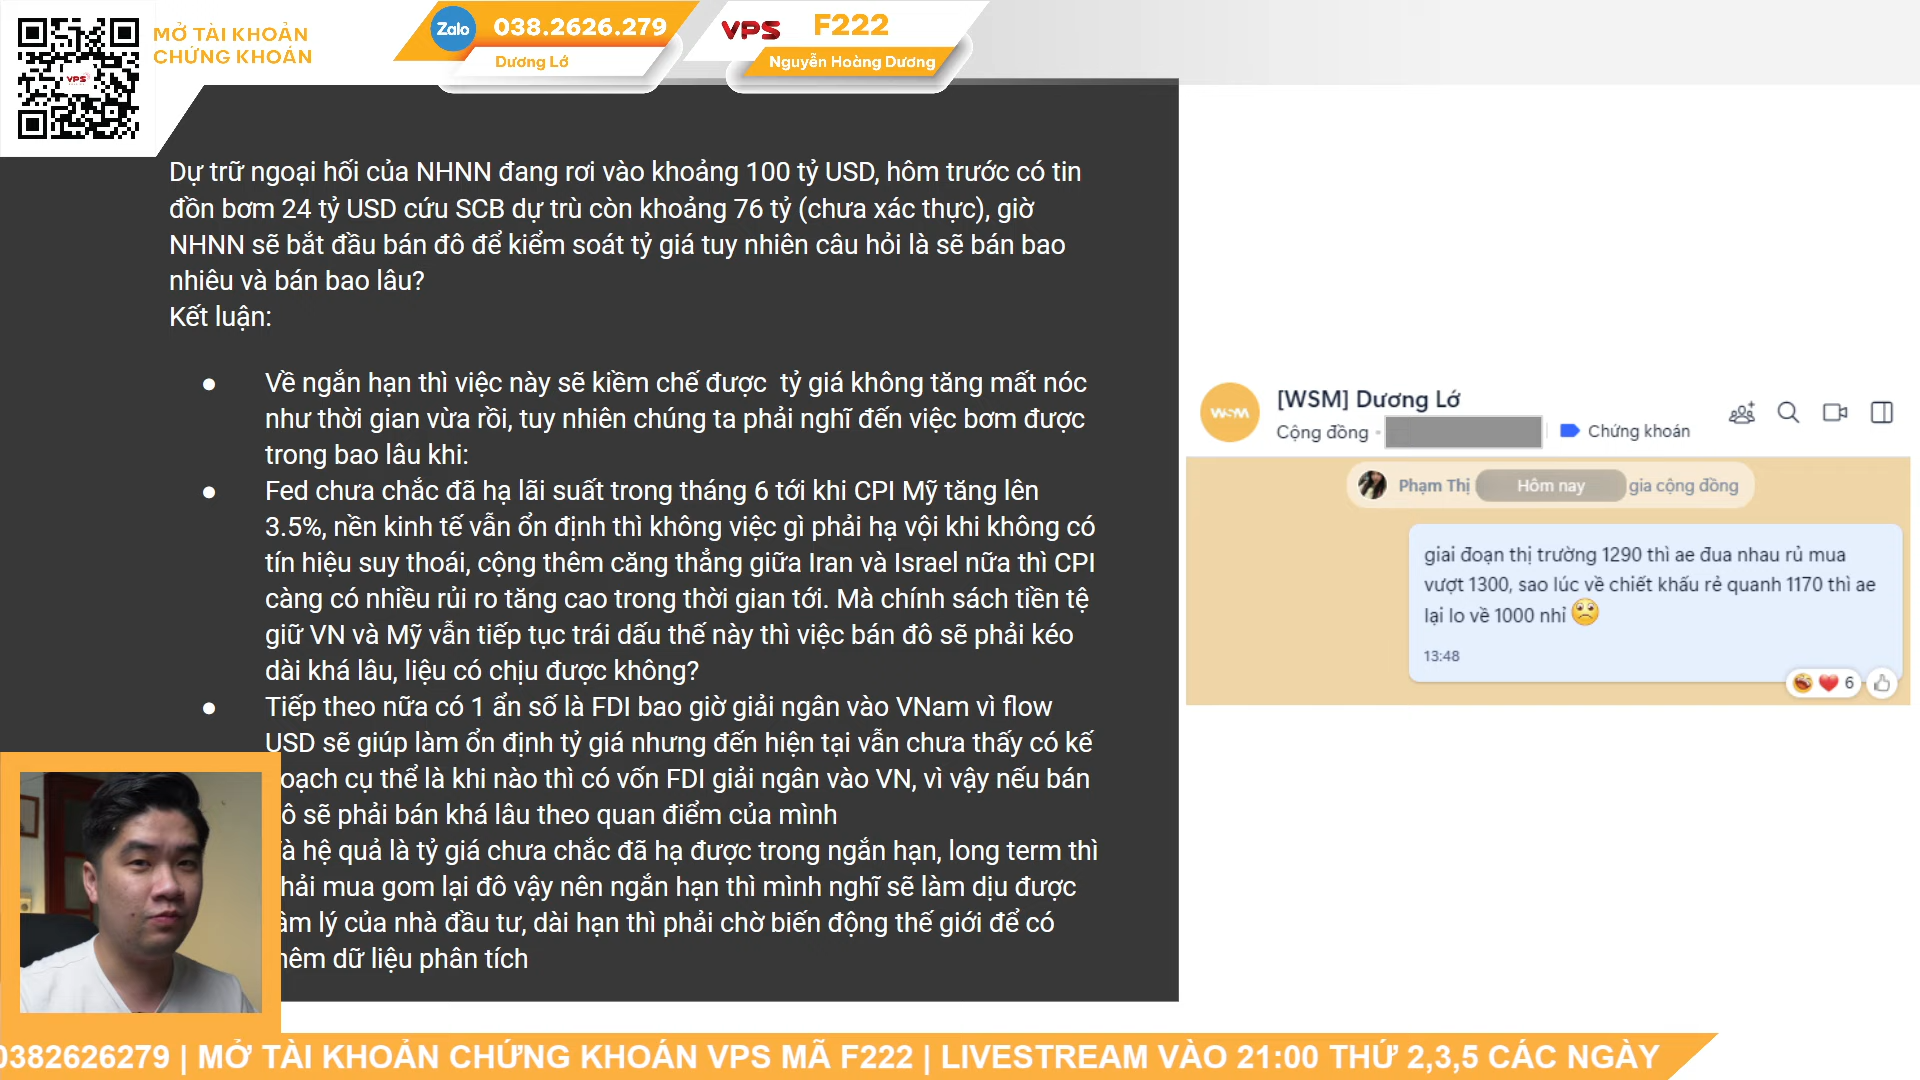 MỞ TÀI KHOẢN
CHỨNG KHOÁN
VPS
Zalo
038.2626.279
Dương Lớ
VPS
F222
Nguyễn Hoàng Dương
Dự trữ ngoại hối của NHNN đang rơi vào khoảng 100 tỷ USD, hôm trước có tin
đồn bơm 24 tỷ USD cứu SCB dự trù còn khoảng 76 tỷ (chưa xác thực), giờ
NHNN sẽ bắt đầu bán đô để kiểm soát tỷ giá tuy nhiên câu hỏi là sẽ bán bao
nhiêu và bán bao lâu?
Kết luận:
● Về ngắn hạn thì việc này sẽ kiềm chế được tỷ giá không tăng mất nóc
như thời gian vừa rồi, tuy nhiên chúng ta phải nghĩ đến việc bơm được
trong bao lâu khi:
● Fed chưa chắc đã hạ lãi suất trong tháng 6 tới khi CPI Mỹ tăng lên
3.5%, nền kinh tế vẫn ổn định thì không việc gì phải hạ vội khi không có
tín hiệu suy thoái, cộng thêm căng thẳng giữa Iran và Israel nữa thì CPI
càng có nhiều rủi ro tăng cao trong thời gian tới. Mà chính sách tiền tệ
giữ VN và Mỹ vẫn tiếp tục trái dấu thế này thì việc bán đô sẽ phải kéo
dài khá lâu, liệu có chịu được không?
● Tiếp theo nữa có 1 ẩn số là FDI bao giờ giải ngân vào VNam vì flow
USD sẽ giúp làm ổn định tỷ giá nhưng đến hiện tại vẫn chưa thấy có kế
oạch cụ thể là khi nào thì có vốn FDI giải ngân vào VN, vì vậy nếu bán
ô sẽ phải bán khá lâu theo quan điểm của mình
à hệ quả là tỷ giá chưa chắc đã hạ được trong ngắn hạn, long term thì
hải mua gom lại đô vậy nên ngắn hạn thì mình nghĩ sẽ làm dịu được
âm lý của nhà đầu tư, dài hạn thì phải chờ biến động thế giới để có
hêm dữ liệu phân tích
WSM
[WSM] Dương Lớ
Cộng đồng
Chứng khoán
Phạm Thị
Hôm nay
gia cộng đồng
giai đoạn thị trường 1290 thì ae đua nhau rủ mua
vượt 1300, sao lúc về chiết khấu rẻ quanh 1170 thì ae
lại lo về 1000 nhỉ
13:48
6
0382626279 | MỞ TÀI KHOẢN CHỨNG KHOÁN VPS MÃ F222 | LIVESTREAM VÀO 21:00 THỨ 2,3,5 CÁC NGÀY